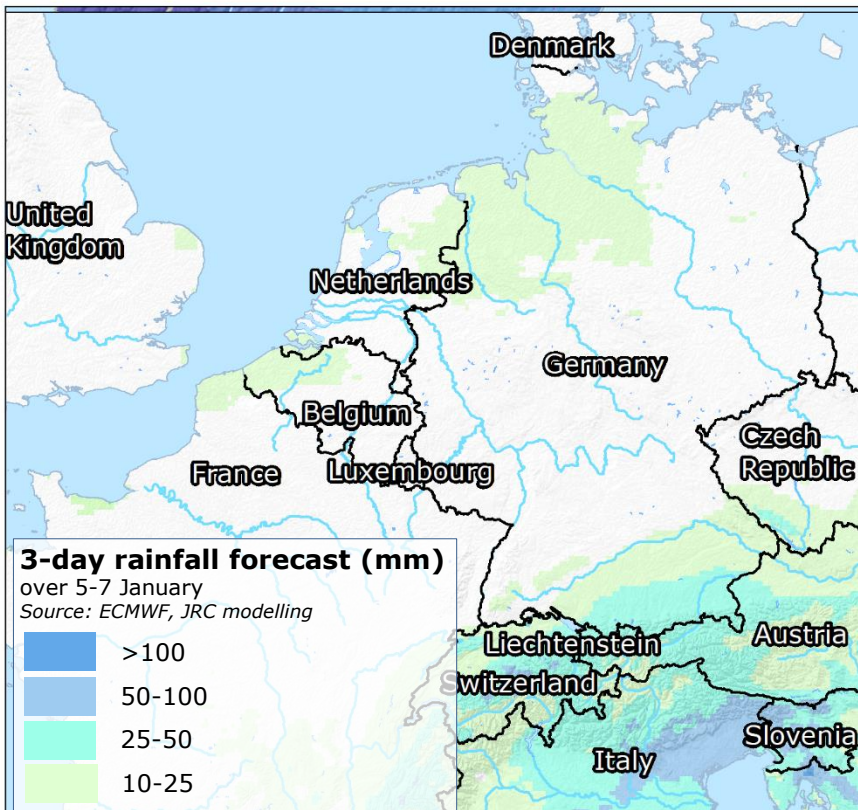 Denmark
United
Kingdom
Netherlands
Germany
Belgium
Czech
Republic
France
Luxembourg
3-day rainfall forecast (mm)
over 5-7 January
Source: ECMWF, JRC modelling
>100
50-100
25-50
10-25
Liechtenstein
Austria
Switzerland
Slovenia
Italy